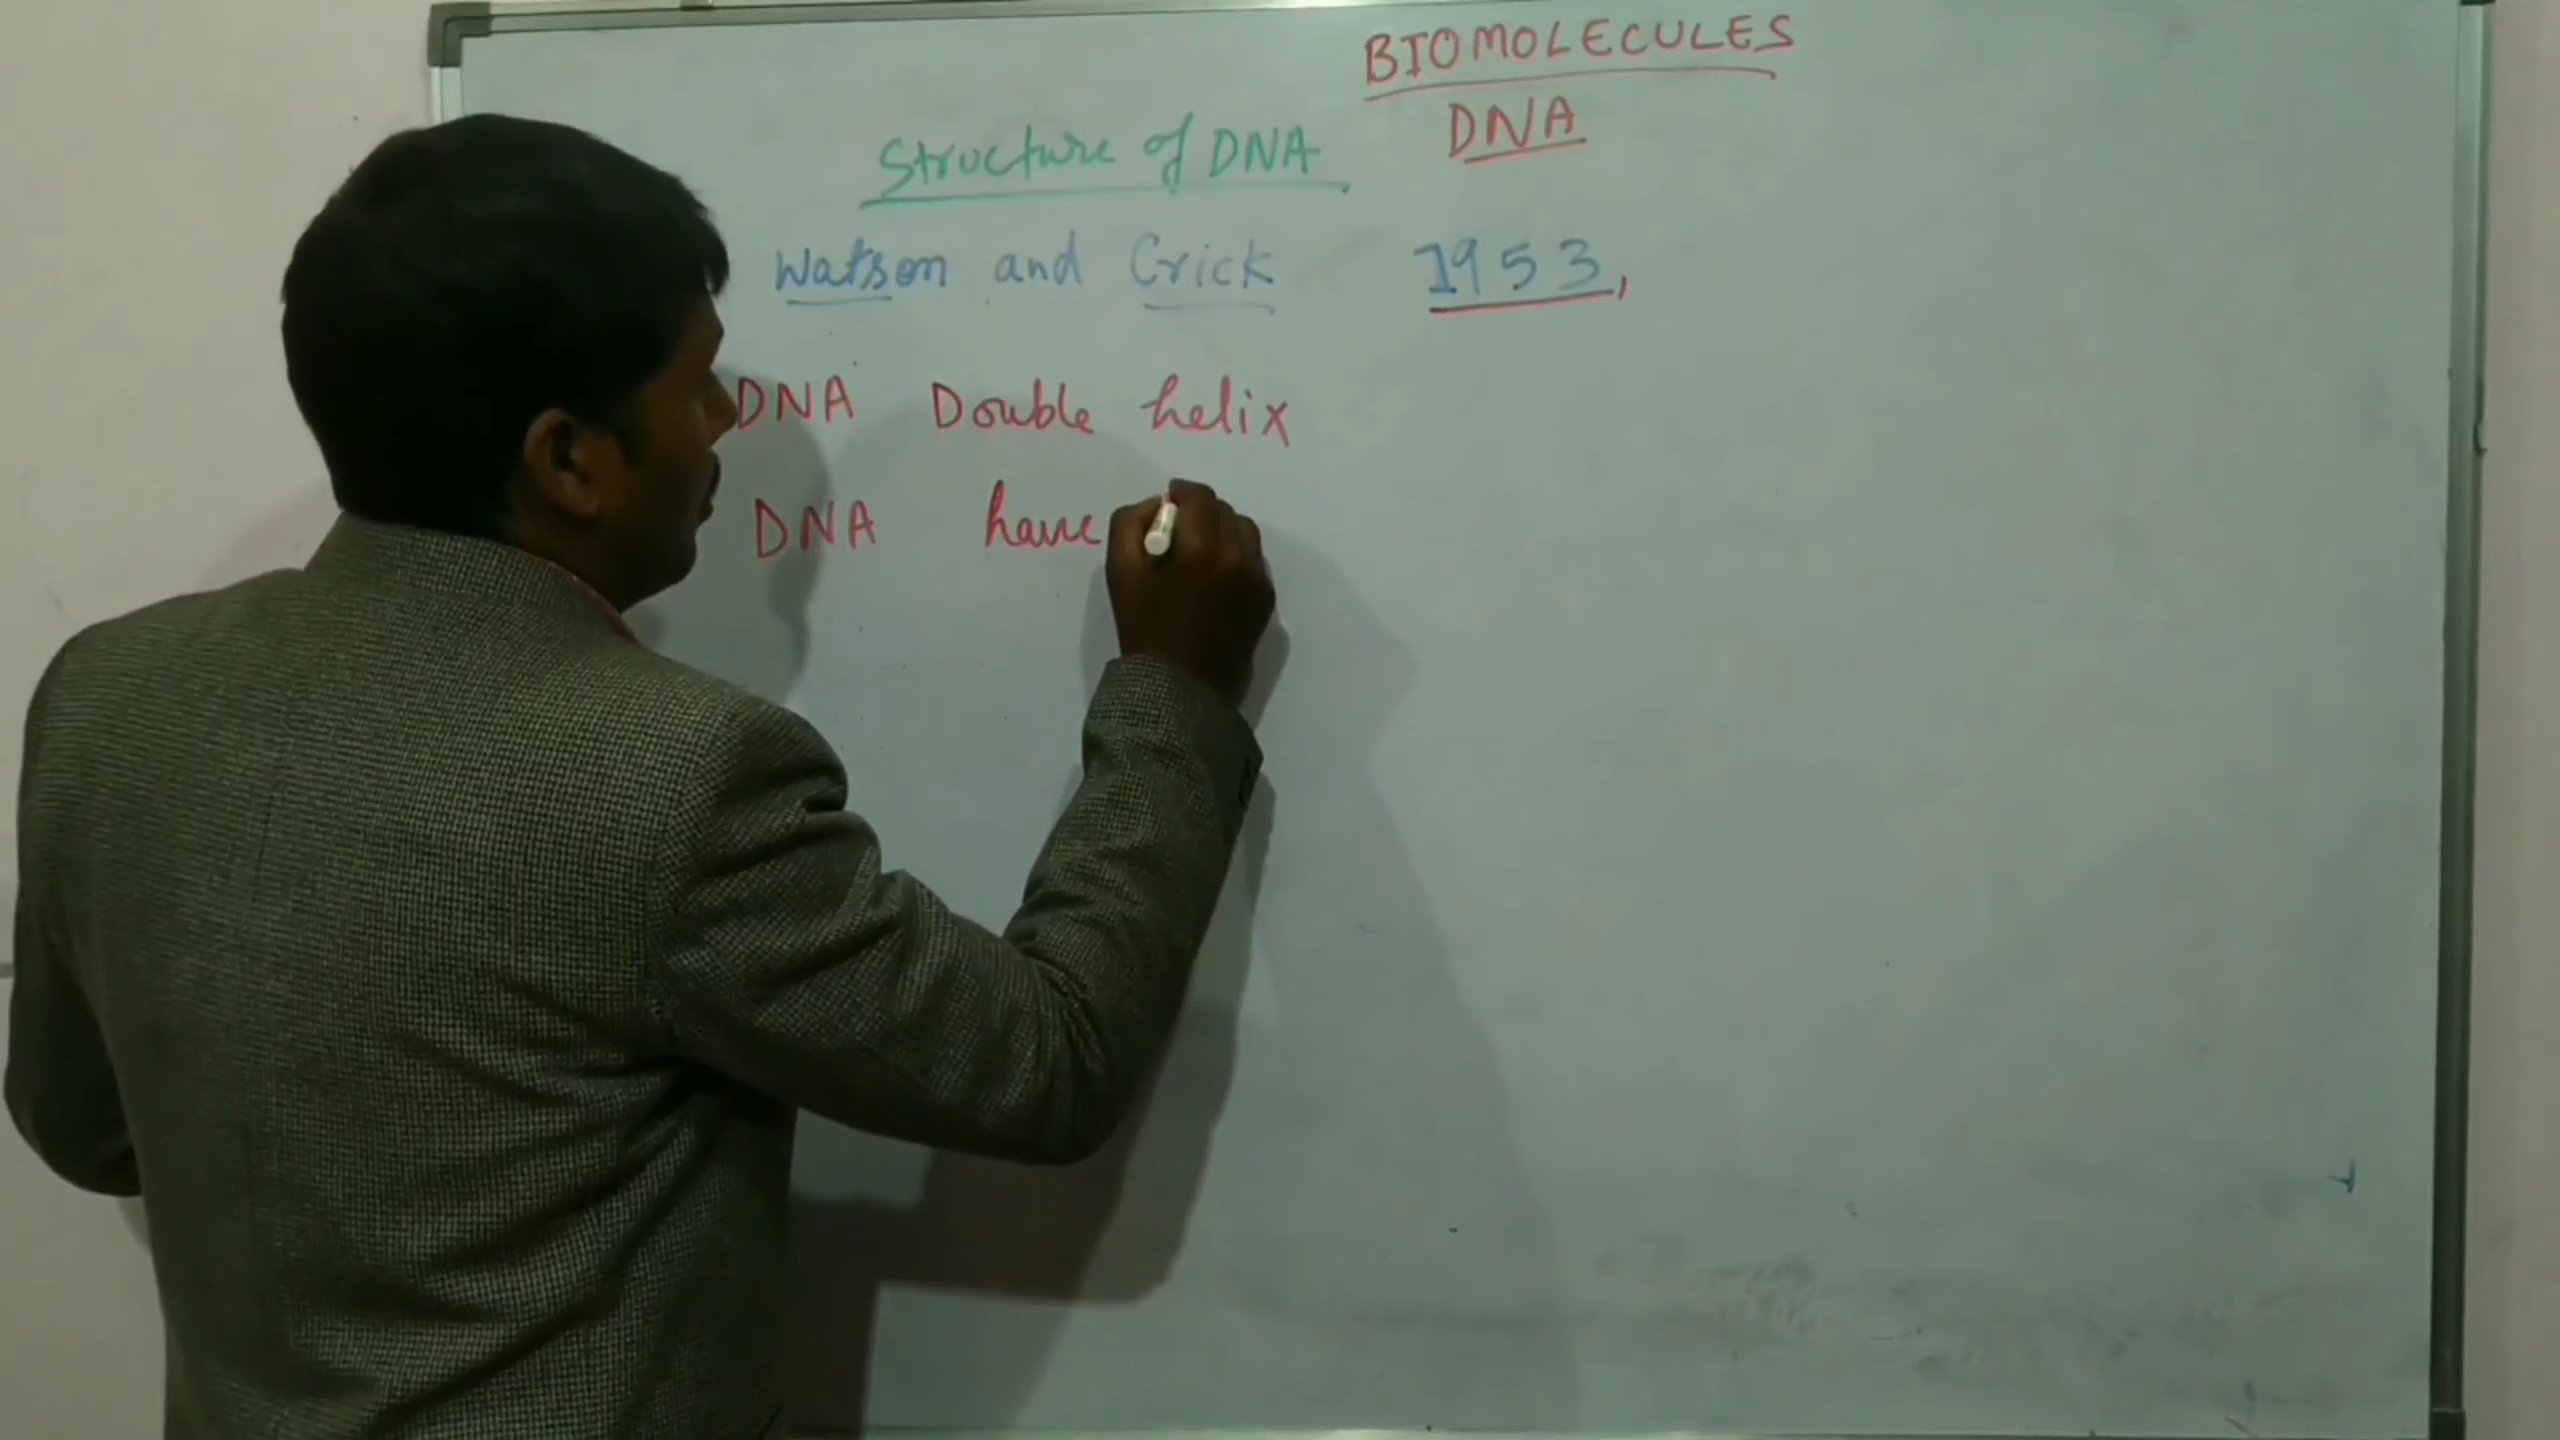 BIOMOLECULES
DNA
Structure of DNA
Watson and Crick 1953,
DNA Double helix
DNA have